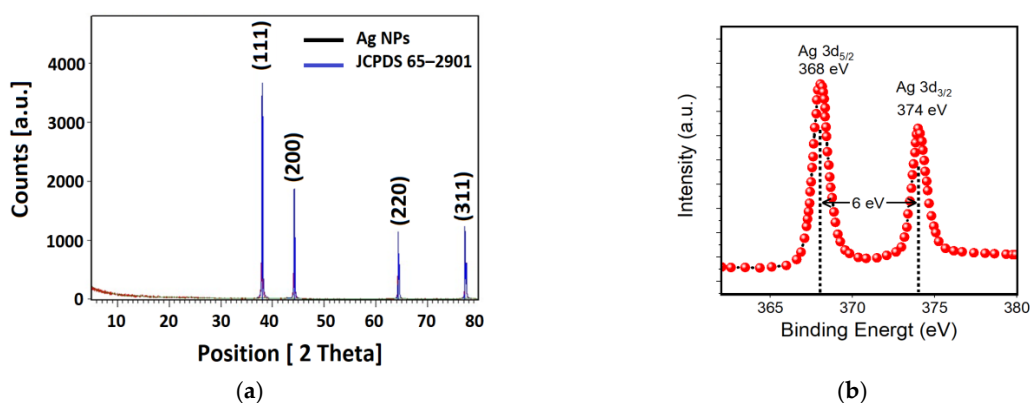 Ag NPs
JCPDS 65–2901
(111)
(200)
(220)
(311)
4000
3000
2000
1000
0
Counts [a.u.]
10 20 30 40 50 60 70 80
Position [ 2 Theta]
(a)
Ag 3d5/2
368 eV
Ag 3d3/2
374 eV
6 eV
Intensity (a.u.)
365 370 375 380
Binding Energt (eV)
(b)